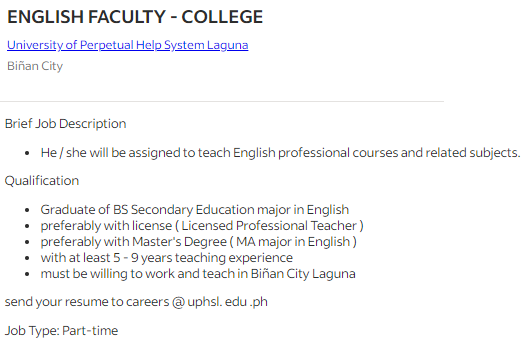 ENGLISH FACULTY - COLLEGE
University of Perpetual Help System Laguna
Biñan City
Brief Job Description
• He / she will be assigned to teach English professional courses and related subjects.
Qualification
• Graduate of BS Secondary Education major in English
• preferably with license ( Licensed Professional Teacher )
• preferably with Master's Degree ( MA major in English )
• with at least 5 - 9 years teaching experience
• must be willing to work and teach in Biñan City Laguna
send your resume to careers @ uphsl. edu .ph
Job Type: Part-time